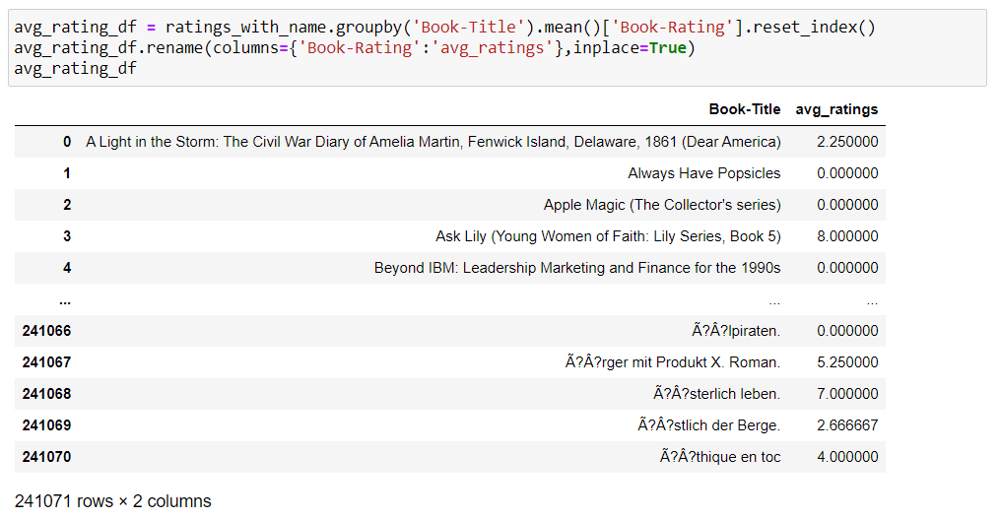 avg_rating_df = ratings_with_name.groupby('Book-Title').mean()['Book-Rating'].reset_index()
avg_rating_df.rename(columns={'Book-Rating':'avg_ratings'},inplace=True)
avg_rating_df
Book-Title avg_ratings
0 A Light in the Storm: The Civil War Diary of Amelia Martin, Fenwick Island, Delaware, 1861 (Dear America) 2.250000
1 Always Have Popsicles 0.000000
2 Apple Magic (The Collector's series) 0.000000
3 Ask Lily (Young Women of Faith: Lily Series, Book 5) 8.000000
4 Beyond IBM: Leadership Marketing and Finance for the 1990s 0.000000
... ... ...
241066 Ã?Â?lpiraten. 0.000000
241067 Ã?Â?rger mit Produkt X. Roman. 5.250000
241068 Ã?Â?sterlich leben. 7.000000
241069 Ã?Â?stlich der Berge. 2.666667
241070 Ã?Â?thique en toc 4.000000
241071 rows × 2 columns